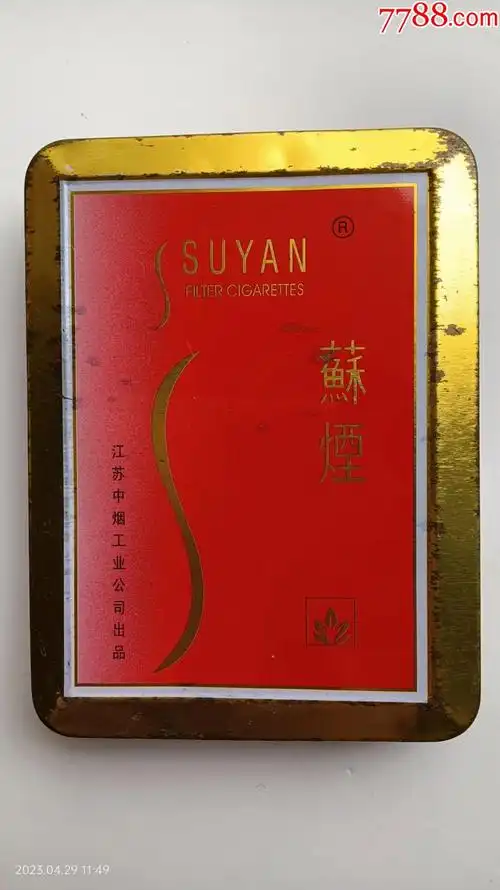 7788.com
SUYAN
®
FILTER CIGARETTES
蘇煙
江苏中烟工业公司出品
2023.04.29 11:49